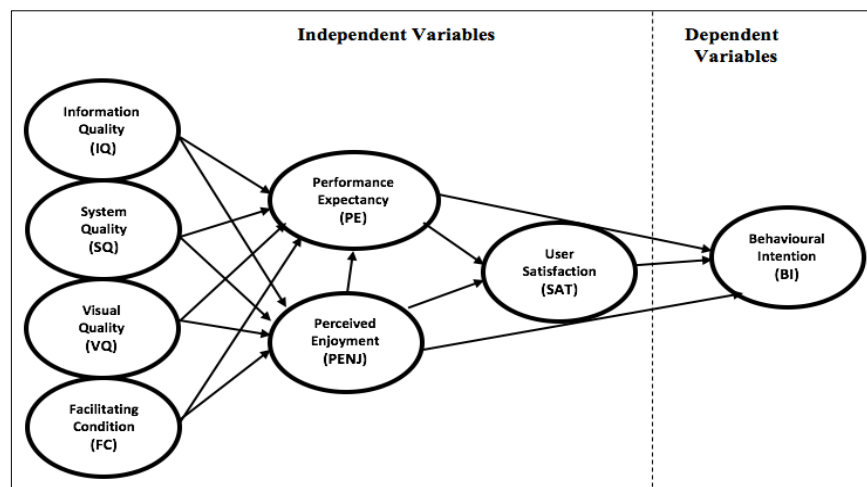 Independent Variables
Dependent
Variables
Information
Quality
(IQ)
System
Quality
(SQ)
Visual
Quality
(VQ)
Facilitating
Condition
(FC)
Performance
Expectancy
(PE)
Perceived
Enjoyment
(PENJ)
User
Satisfaction
(SAT)
Behavioural
Intention
(BI)